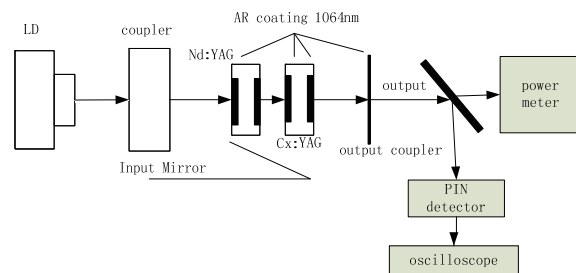 AR coating 1064nm
LD
coupler
Nd:YAG
output
power
meter
Cx:YAG
output coupler
Input Mirror
PIN
detector
oscilloscope